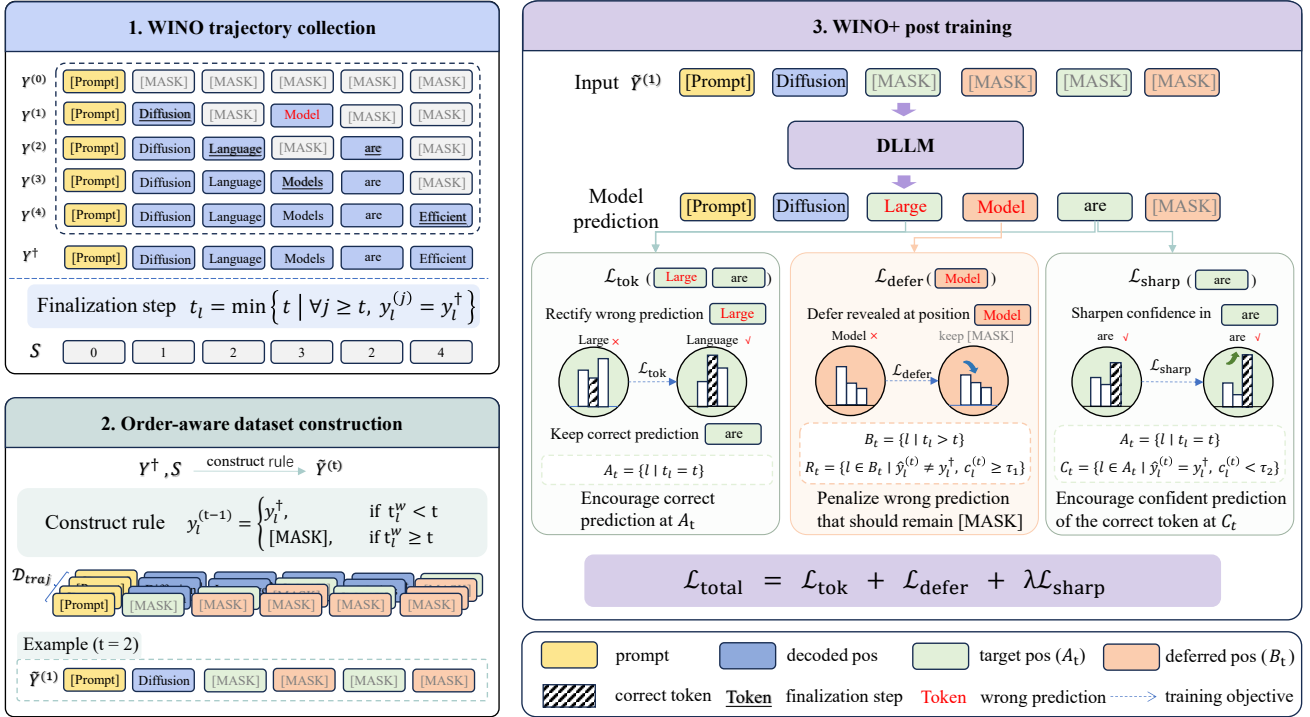 1. WINO trajectory collection
Y^(0) [Prompt] [MASK] [MASK] [MASK] [MASK] [MASK]
Y^(1) [Prompt] Diffusion [MASK] Model [MASK] [MASK]
Y^(2) [Prompt] Diffusion Language [MASK] are [MASK]
Y^(3) [Prompt] Diffusion Language Models are [MASK]
Y^(4) [Prompt] Diffusion Language Models are Efficient
Y^† [Prompt] Diffusion Language Models are Efficient
Finalization step t_l = min{t | ∀j ≥ t, y_l^(j) = y_l^†}
S 0 1 2 3 2 4
2. Order-aware dataset construction
Y^†, S construct rule Ỹ^(t)
Construct rule y_l^(t−1) = { y_l^†, if t_l^w < t
[MASK], if t_l^w ≥ t
D_traj
[Prompt] [MASK] [MASK] [MASK] [MASK] [MASK]
Example (t = 2)
Ỹ^(1) [Prompt] Diffusion [MASK] [MASK] [MASK] [MASK]
3. WINO+ post training
Input Ỹ^(1) [Prompt] Diffusion [MASK] [MASK] [MASK] [MASK]
DLLM
Model
prediction
[Prompt] Diffusion Large Model are [MASK]
L_tok ( Large are )
Rectify wrong prediction Large
Large × Language √
L_tok
Keep correct prediction are
A_t = {l | t_l = t}
Encourage correct
prediction at A_t
L_defer ( Model )
Defer revealed at position Model
Model × keep [MASK]
L_defer
B_t = {l | t_l > t}
R_t = {l ∈ B_t | ŷ_l^(t) ≠ y_l^†, c_l^(t) ≥ τ_1}
Penalize wrong prediction
that should remain [MASK]
L_sharp ( are )
Sharpen confidence in are
are √ are √
L_sharp
A_t = {l | t_l = t}
C_t = {l ∈ A_t | ŷ_l^(t) = y_l^†, c_l^(t) < τ_2}
Encourage confident prediction
of the correct token at C_t
L_total = L_tok + L_defer + λL_sharp
prompt decoded pos target pos (A_t) deferred pos (B_t)
correct token Token finalization step Token wrong prediction training objective